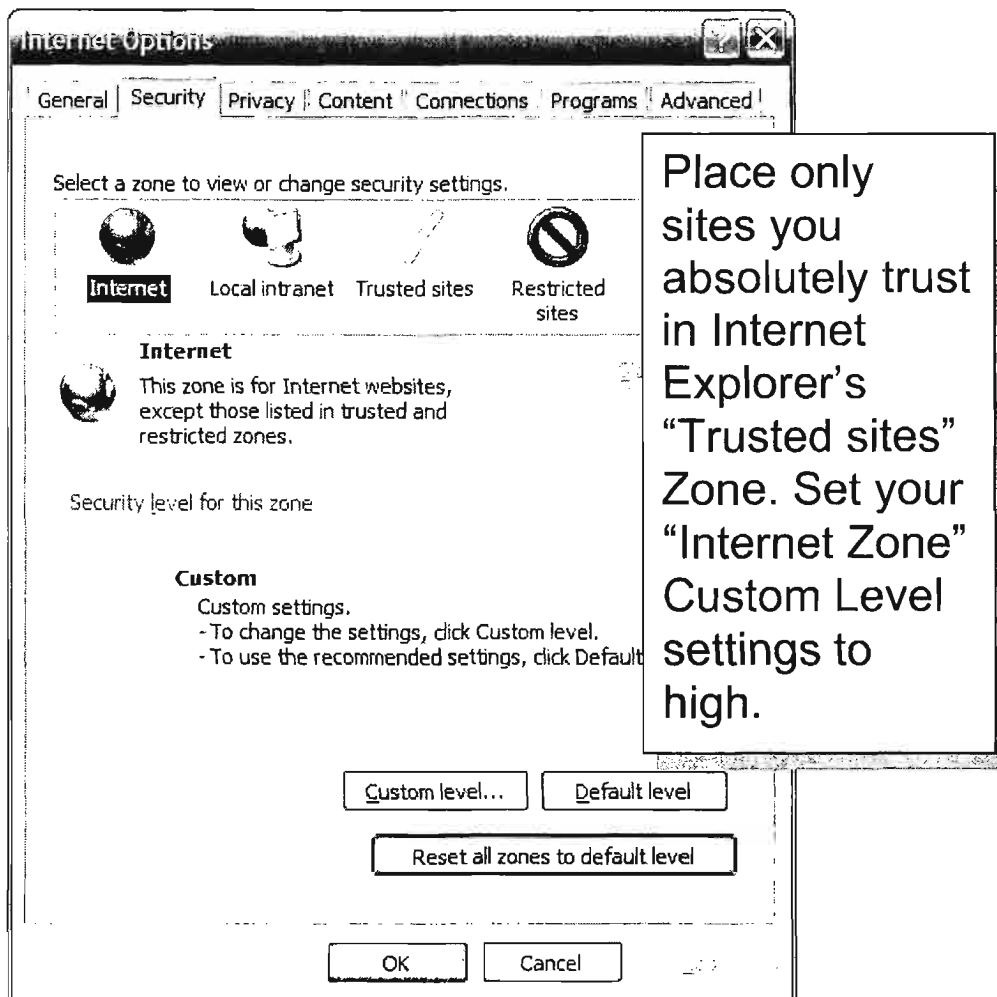 Internet Options
General Security Privacy Content Connections Programs Advanced
Select a zone to view or change security settings.
Internet Local intranet Trusted sites Restricted sites
Internet
This zone is for Internet websites,
except those listed in trusted and
restricted zones.
Security level for this zone
Custom
Custom settings.
- To change the settings, click Custom level.
- To use the recommended settings, click Default
Custom level... Default level
Reset all zones to default level
OK Cancel
Place only
sites you
absolutely trust
in Internet
Explorer's
“Trusted sites”
Zone. Set your
“Internet Zone”
Custom Level
settings to
high.